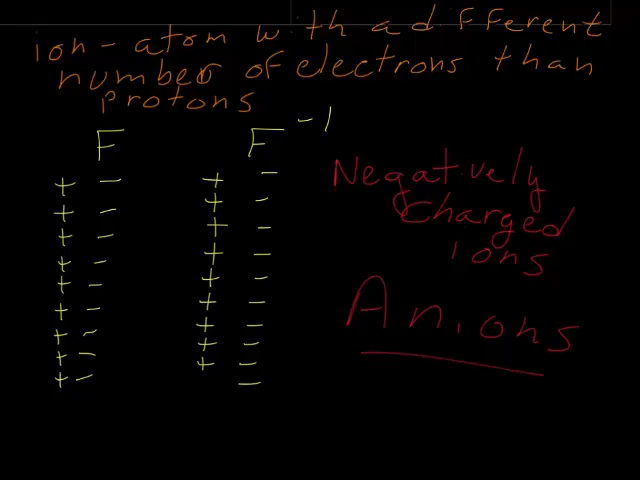 ion - atom with a different
number of electrons than
protons
F F -1
+ - + -
+ - + -
+ - + -
+ - + -
+ - + -
+ - + -
+ - + -
+ - + -
+ - + -
-
Negatively
Charged
ions
Anions